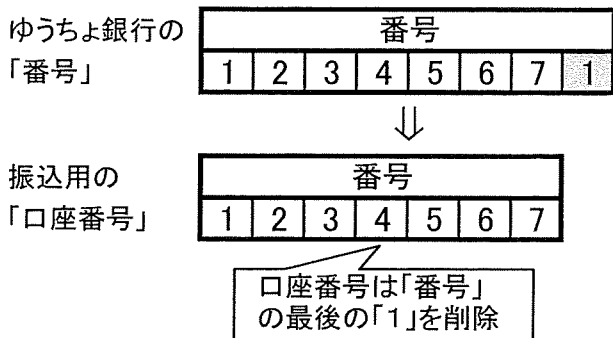 ゆうちょ銀行の
「番号」
番号
1 2 3 4 5 6 7 1
⇓
振込用の
「口座番号」
番号
1 2 3 4 5 6 7
口座番号は「番号」
の最後の「1」を削除